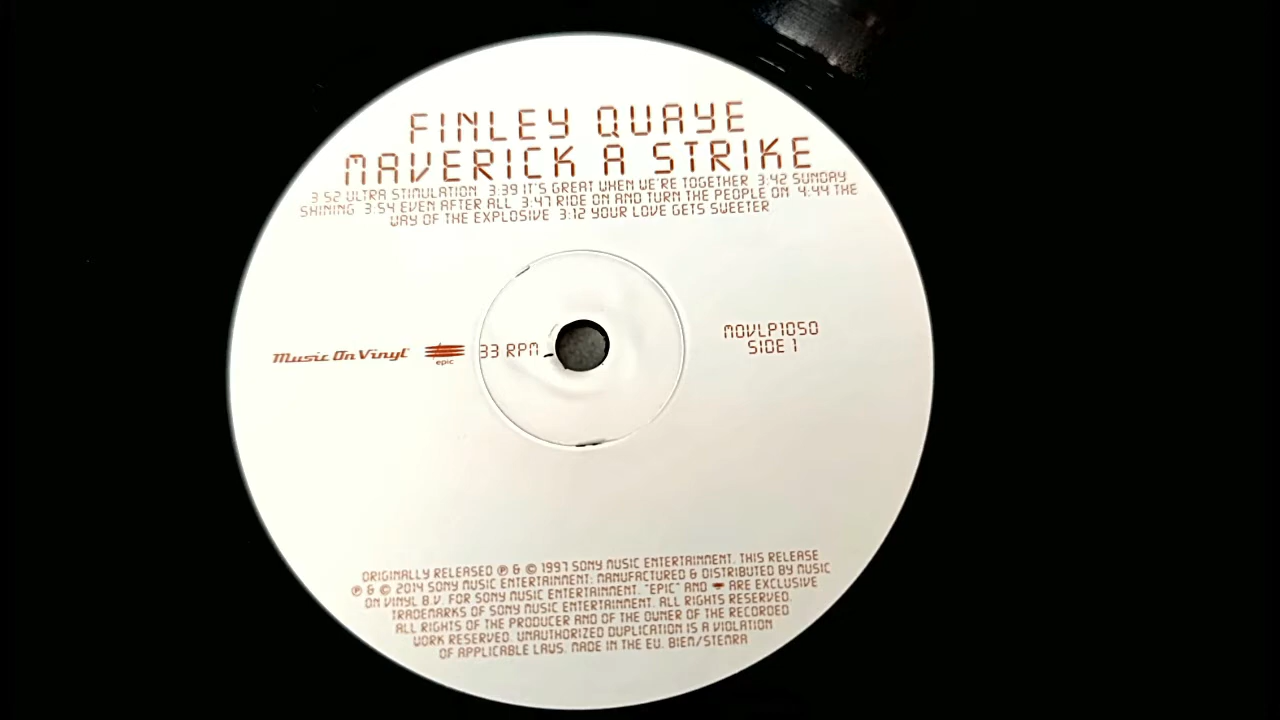 FINLEY QUAYE
MAVERICK A STRIKE
3:52 ULTRA STIMULATION 3:39 IT'S GREAT WHEN WE'RE TOGETHER 3:42 SUNDAY
SHINING 3:54 EVEN AFTER ALL 3:47 RIDE ON AND TURN THE PEOPLE ON 4:44 THE
WAY OF THE EXPLOSIVE 3:12 YOUR LOVE GETS SWEETER
Music On Vinyl
epic
33 RPM
MOVLP1050
SIDE 1
ORIGINALLY RELEASED ℗ & © 1997 SONY MUSIC ENTERTAINMENT. THIS RELEASE
℗ & © 2014 SONY MUSIC ENTERTAINMENT; MANUFACTURED & DISTRIBUTED BY MUSIC
ON VINYL B.V. FOR SONY MUSIC ENTERTAINMENT. "EPIC" AND ARE EXCLUSIVE
TRADEMARKS OF SONY MUSIC ENTERTAINMENT. ALL RIGHTS RESERVED.
ALL RIGHTS OF THE PRODUCER AND OF THE OWNER OF THE RECORDED
WORK RESERVED. UNAUTHORIZED DUPLICATION IS A VIOLATION
OF APPLICABLE LAWS. MADE IN THE EU. BIEM/STEMRA